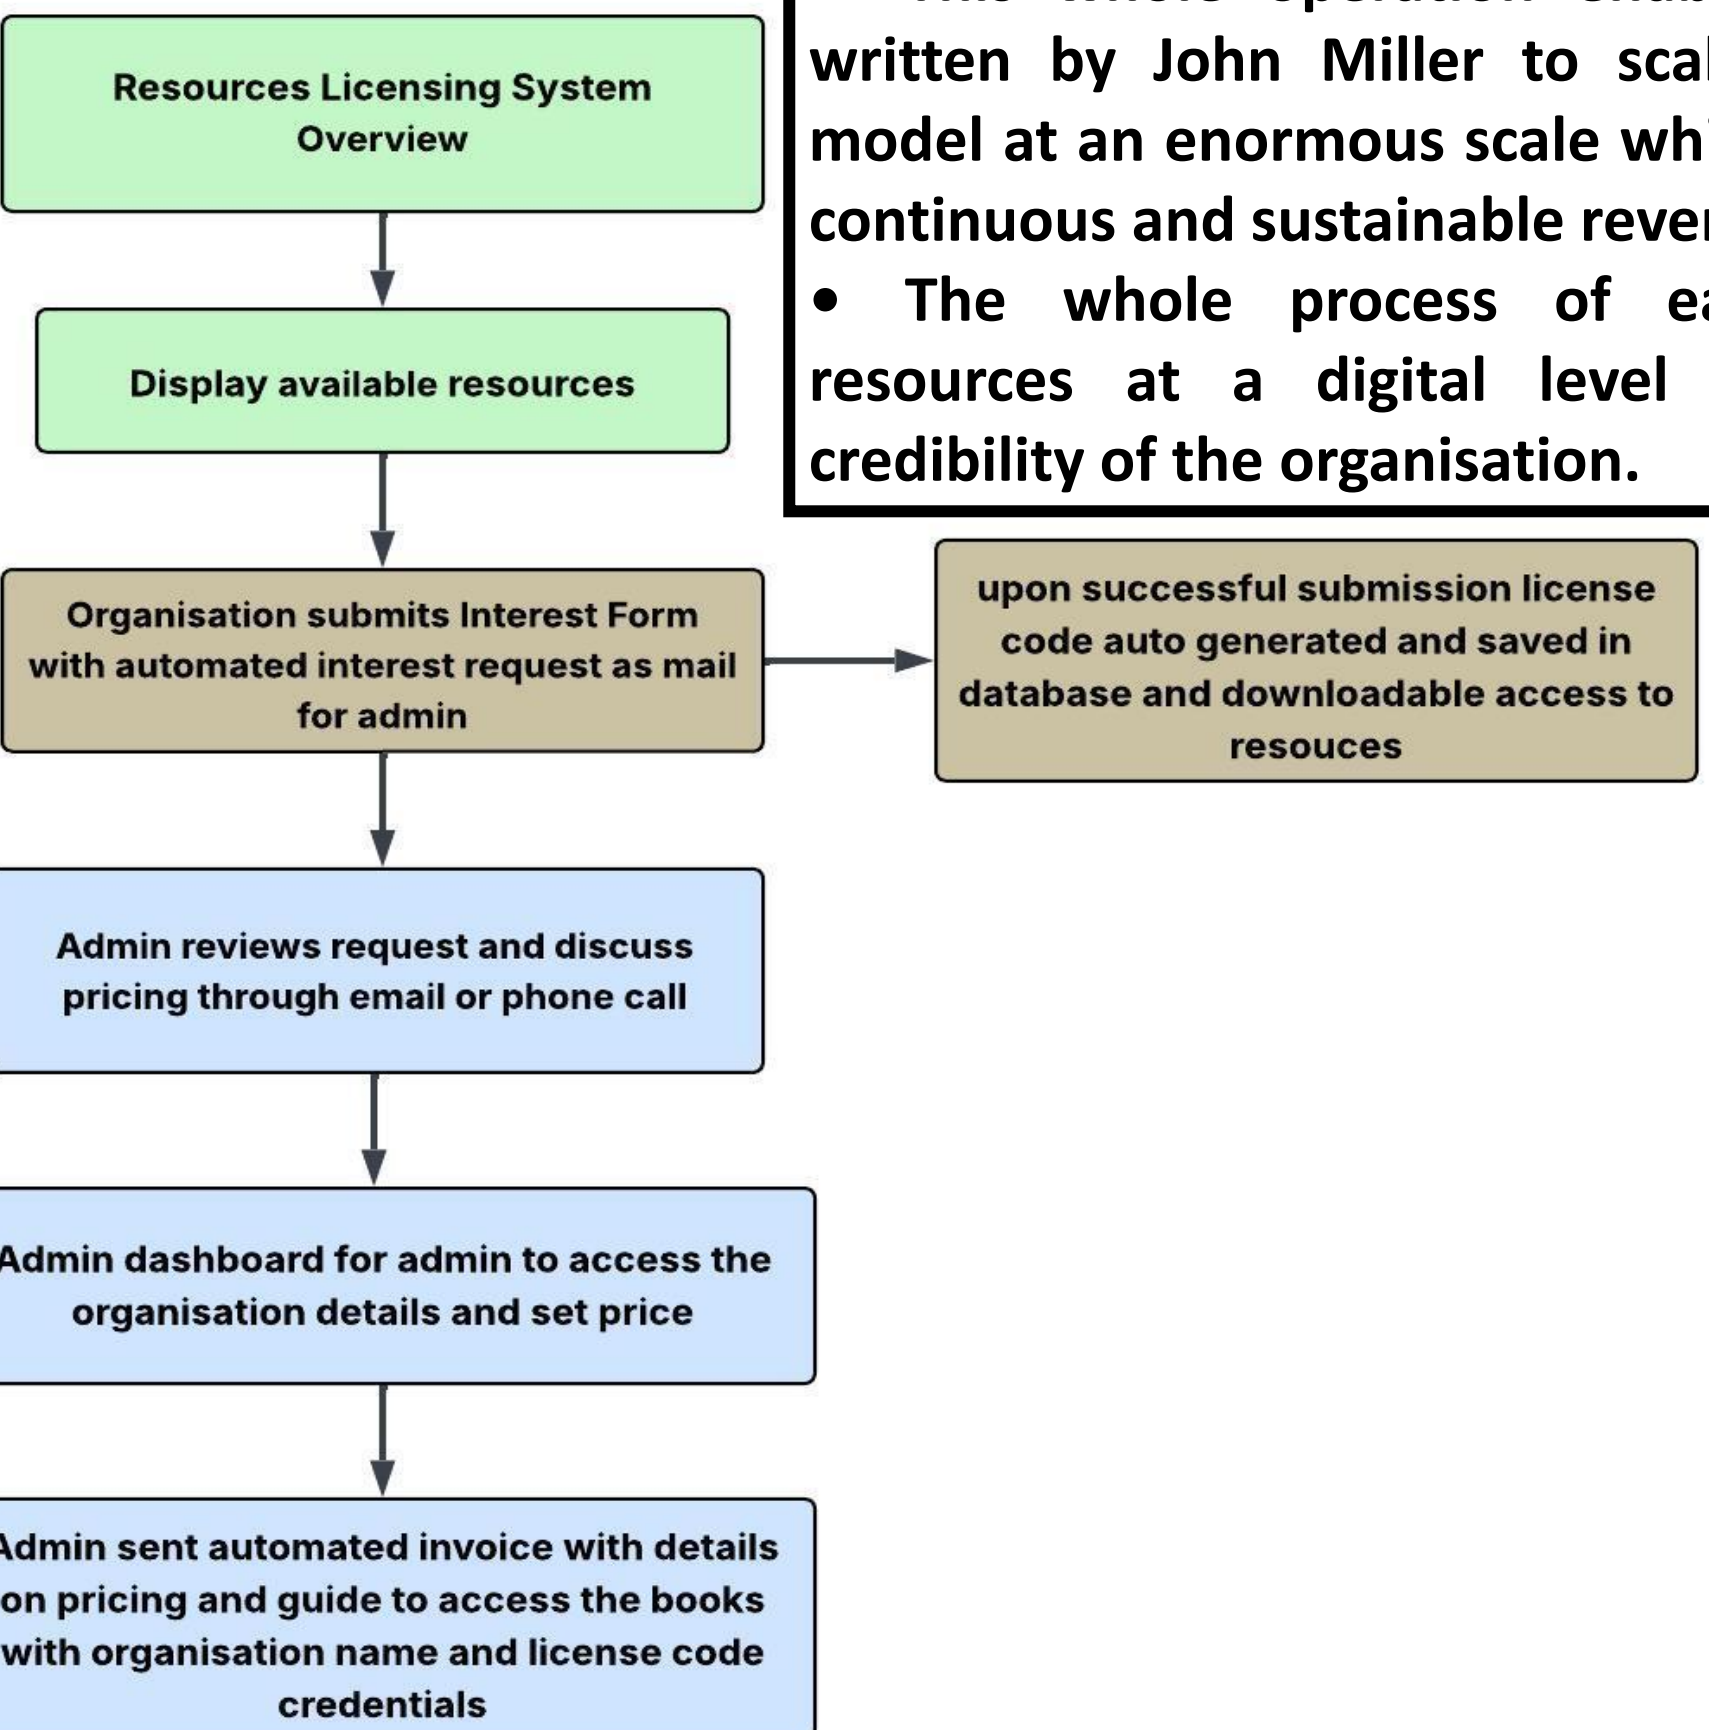 Resources Licensing System
Overview
Display available resources
Organisation submits Interest Form
with automated interest request as mail
for admin
upon successful submission license
code auto generated and saved in
database and downloadable access to
resouces
Admin reviews request and discuss
pricing through email or phone call
Admin dashboard for admin to access the
organisation details and set price
Admin sent automated invoice with details
on pricing and guide to access the books
with organisation name and license code
credentials
This whole operation
written by John Miller to
model at an enormous scale
continuous and sustainable
• The whole process of
resources at a digital level
credibility of the organisation.